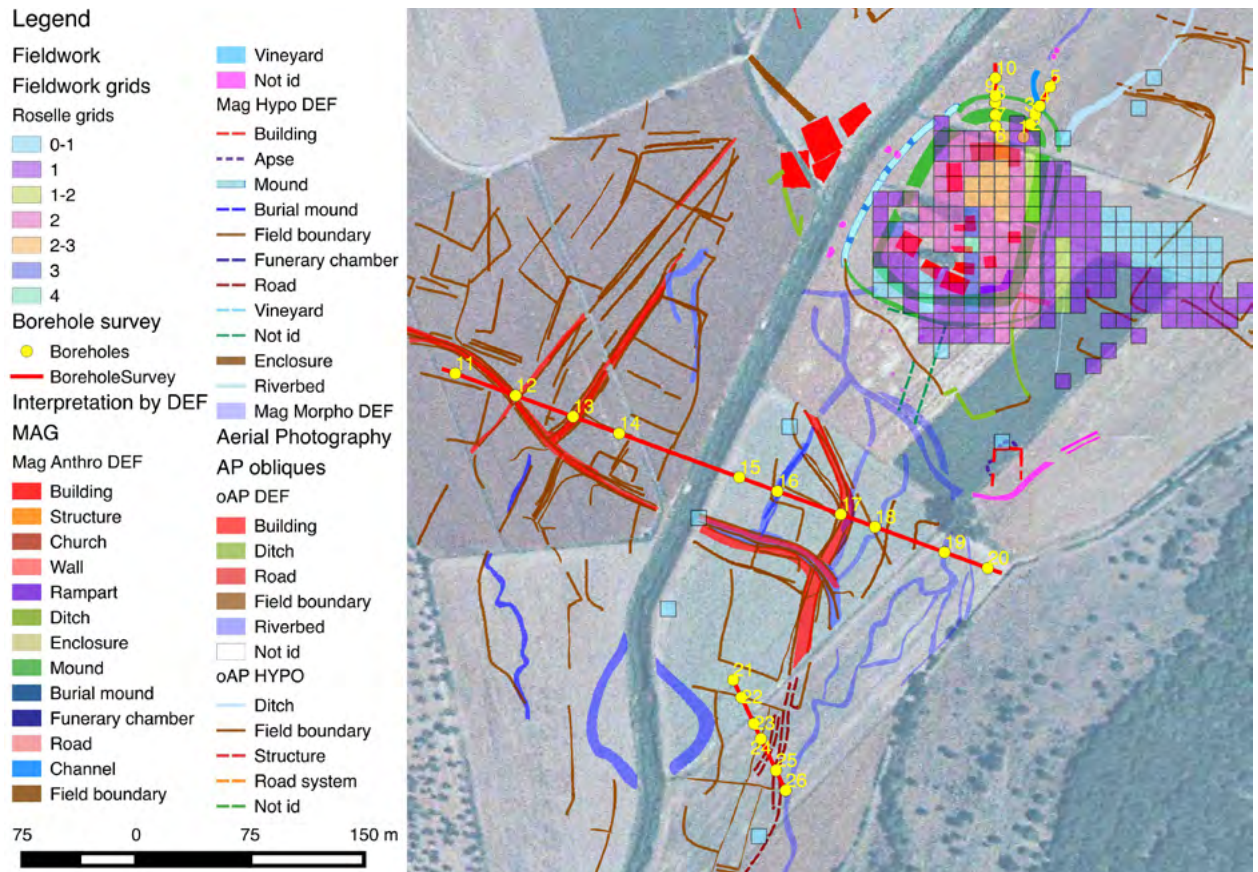 Legend
Fieldwork
Fieldwork grids
Roselle grids
0-1
1
1-2
2
2-3
3
4
Borehole survey
Boreholes
BoreholeSurvey
Interpretation by DEF
MAG
Mag Anthro DEF
Building
Structure
Church
Wall
Rampart
Ditch
Enclosure
Mound
Burial mound
Funerary chamber
Road
Channel
Field boundary
75 0 75 150 m
Vineyard
Not id
Mag Hypo DEF
Building
Apse
Mound
Burial mound
Field boundary
Funerary chamber
Road
Vineyard
Not id
Enclosure
Riverbed
Mag Morpho DEF
Aerial Photography
AP obliques
oAP DEF
Building
Ditch
Road
Field boundary
Riverbed
Not id
oAP HYPO
Ditch
Field boundary
Structure
Road system
Not id
10
5
3
11
12
13
14
15
16
17
18
19
20
21
22
23
24
25
26